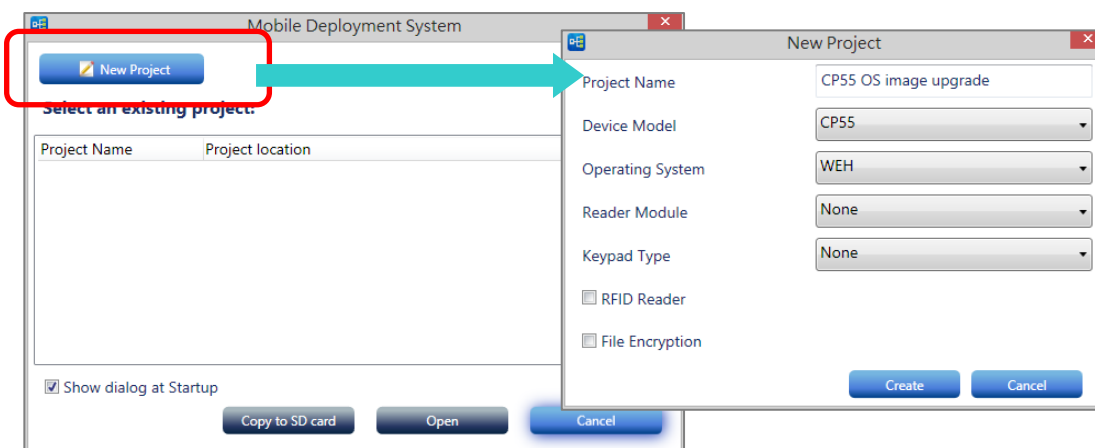 Mobile Deployment System
New Project
Select an existing project:
Project Name Project location
Show dialog at Startup
Copy to SD card Open Cancel
New Project
Project Name CP55 OS image upgrade
Device Model CP55
Operating System WEH
Reader Module None
Keypad Type None
RFID Reader
File Encryption
Create Cancel